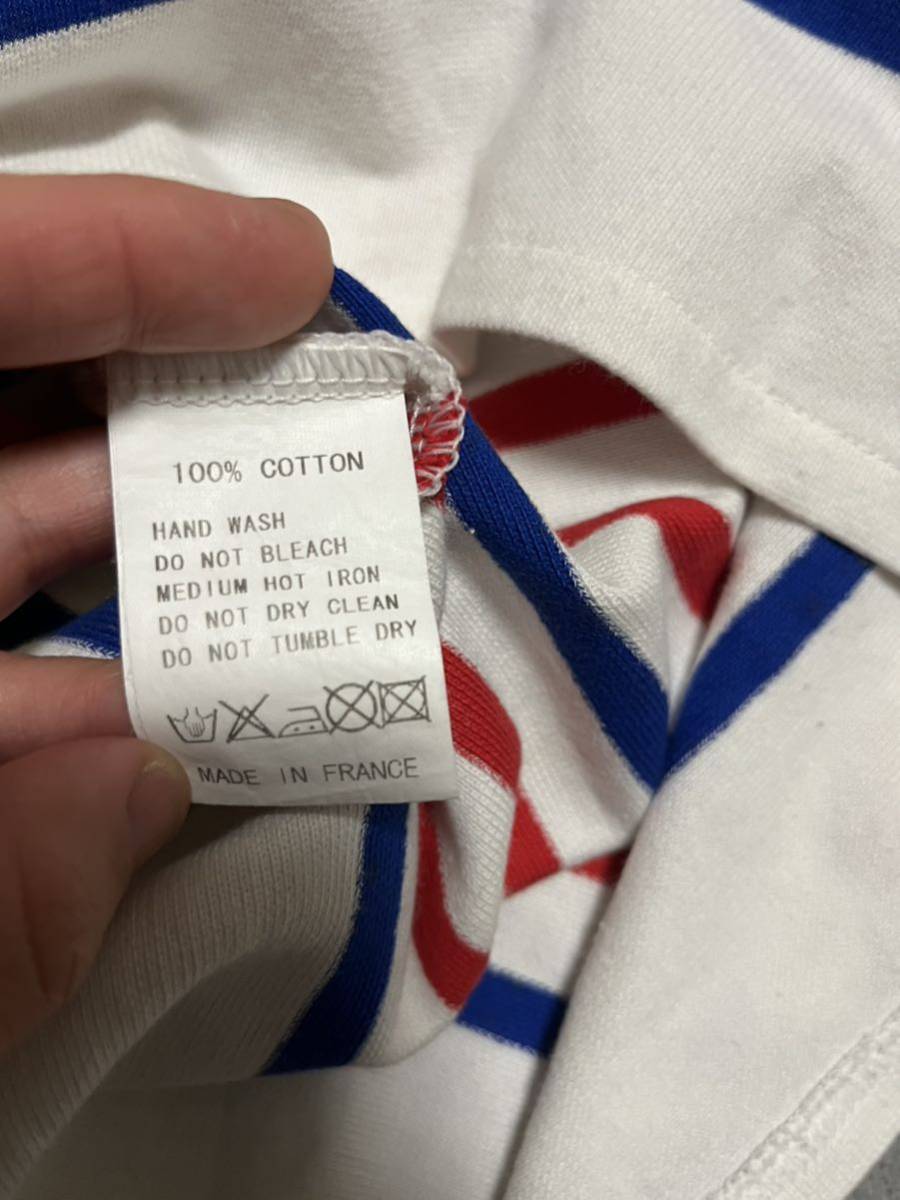 100% COTTON
HAND WASH
DO NOT BLEACH
MEDIUM HOT IRON
DO NOT DRY CLEAN
DO NOT TUMBLE DRY
MADE IN FRANCE